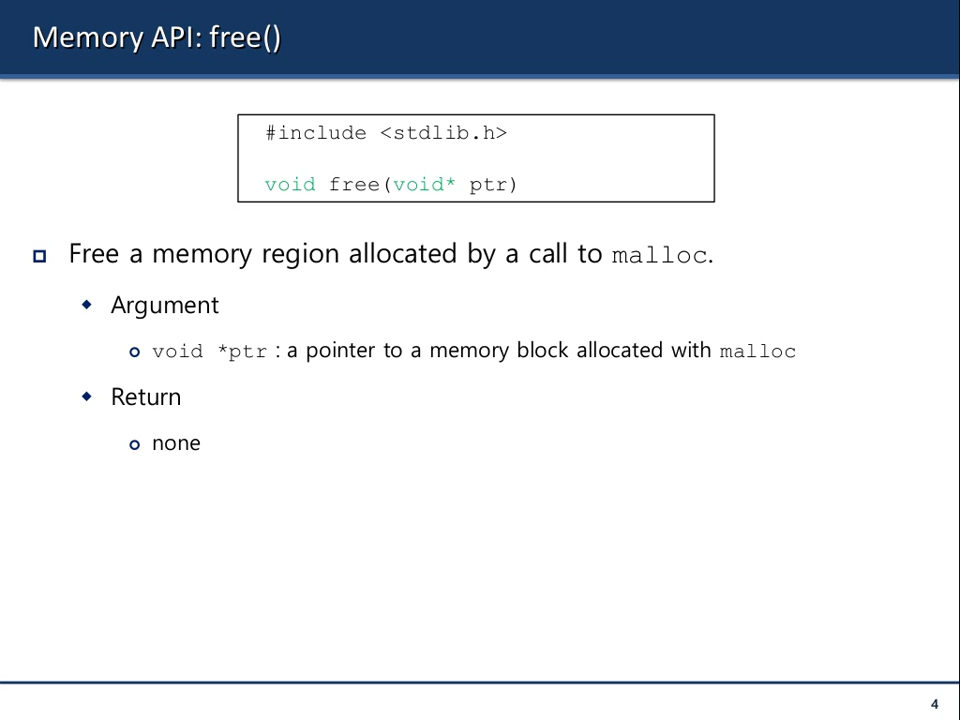 Memory API: free()
#include <stdlib.h>
void free(void* ptr)
Free a memory region allocated by a call to malloc.
Argument
void *ptr : a pointer to a memory block allocated with malloc
Return
none
4